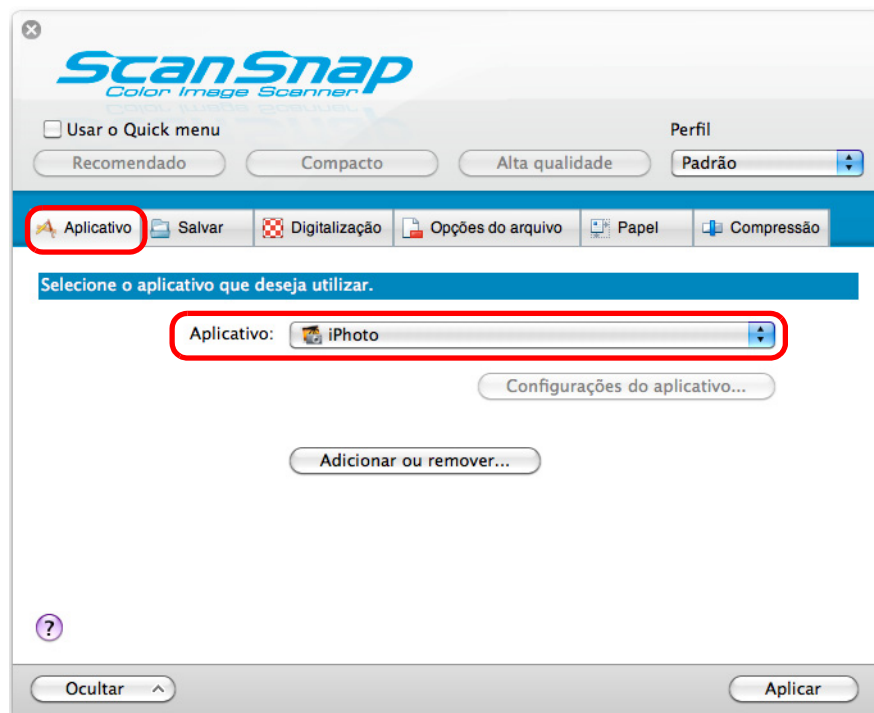 ScanSnap
Color Image Scanner
Usar o Quick menu
Perfil
Recomendado Compacto Alta qualidade Padrão
Aplicativo Salvar Digitalização Opções do arquivo Papel Compressão
Selecione o aplicativo que deseja utilizar.
Aplicativo: iPhoto
Configurações do aplicativo...
Adicionar ou remover...
?
Ocultar Aplicar